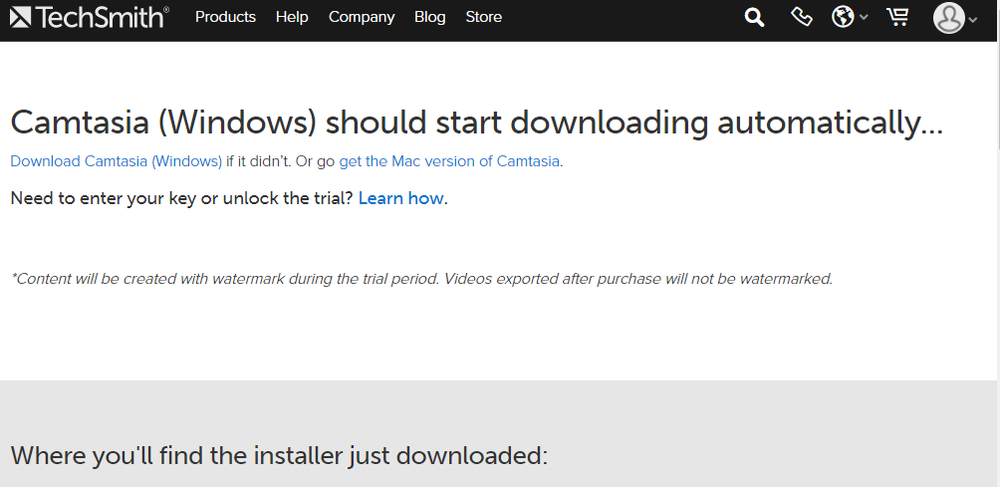 TechSmith® Products Help Company Blog Store
Camtasia (Windows) should start downloading automatically...
Download Camtasia (Windows) if it didn't. Or go get the Mac version of Camtasia.
Need to enter your key or unlock the trial? Learn how.
*Content will be created with watermark during the trial period. Videos exported after purchase will not be watermarked.
Where you'll find the installer just downloaded: